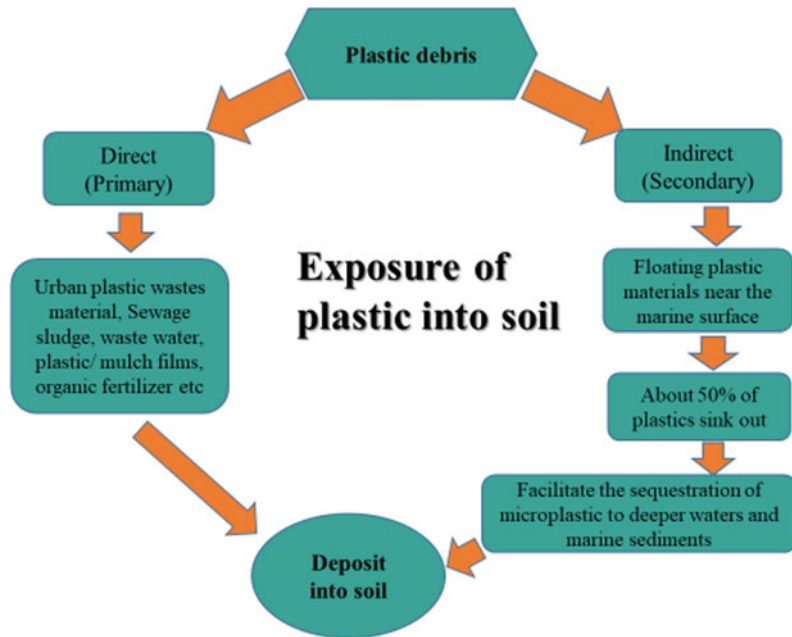 Plastic debris
Direct
(Primary)
Indirect
(Secondary)
Exposure of
plastic into soil
Urban plastic wastes
material, Sewage
sludge, waste water,
plastic/ mulch films,
organic fertilizer etc
Floating plastic
materials near the
marine surface
About 50% of
plastics sink out
Facilitate the sequestration of
microplastic to deeper waters and
marine sediments
Deposit
into soil